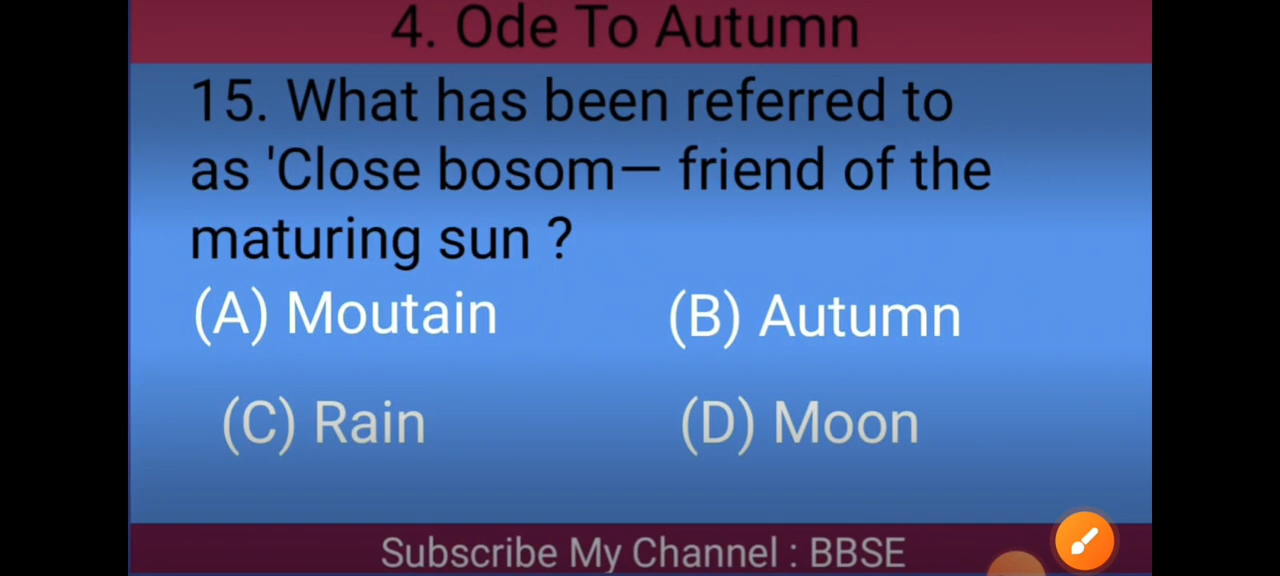 4. Ode To Autumn
15. What has been referred to
as 'Close bosom— friend of the
maturing sun ?
(A) Moutain (B) Autumn
(C) Rain (D) Moon
Subscribe My Channel : BBSE